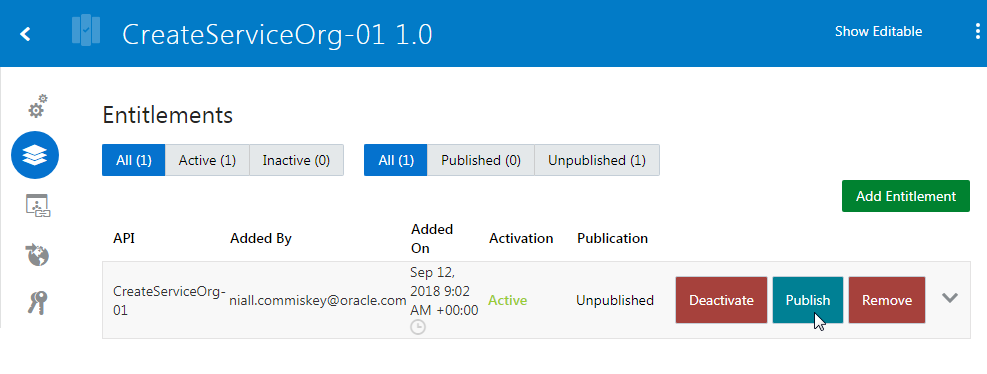 CreateServiceOrg-01 1.0
Show Editable
Entitlements
All (1) Active (1) Inactive (0) All (1) Published (0) Unpublished (1)
Add Entitlement
API Added By Added On Activation Publication
CreateServiceOrg-01 niall.commiskey@oracle.com Sep 12, 2018 9:02 AM +00:00 Active Unpublished Deactivate Publish Remove